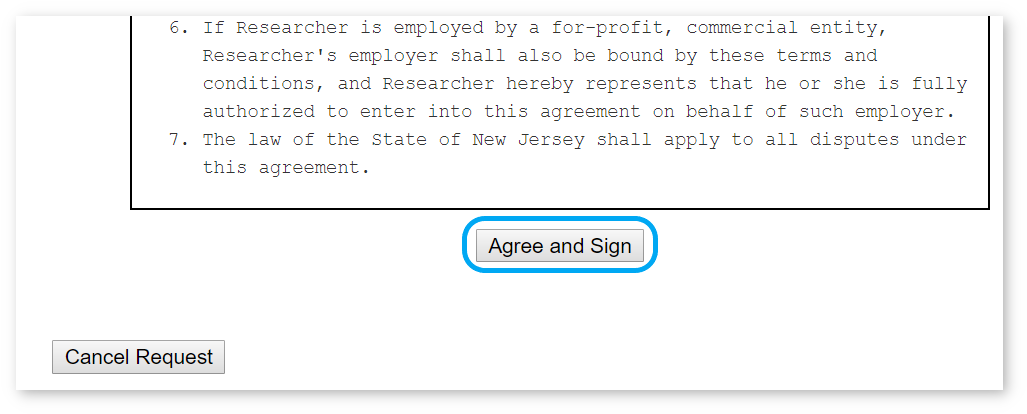 6. If Researcher is employed by a for-profit, commercial entity,
Researcher's employer shall also be bound by these terms and
conditions, and Researcher hereby represents that he or she is fully
authorized to enter into this agreement on behalf of such employer.
7. The law of the State of New Jersey shall apply to all disputes under
this agreement.
Agree and Sign
Cancel Request